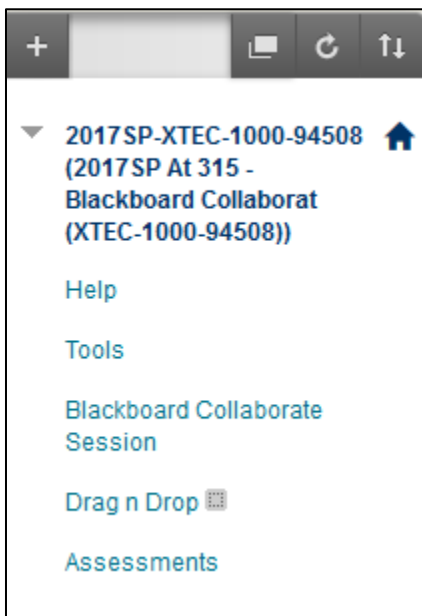 2017SP-XTEC-1000-94508
(2017SP At 315 -
Blackboard Collaborat
(XTEC-1000-94508))
Help
Tools
Blackboard Collaborate
Session
Drag n Drop
Assessments